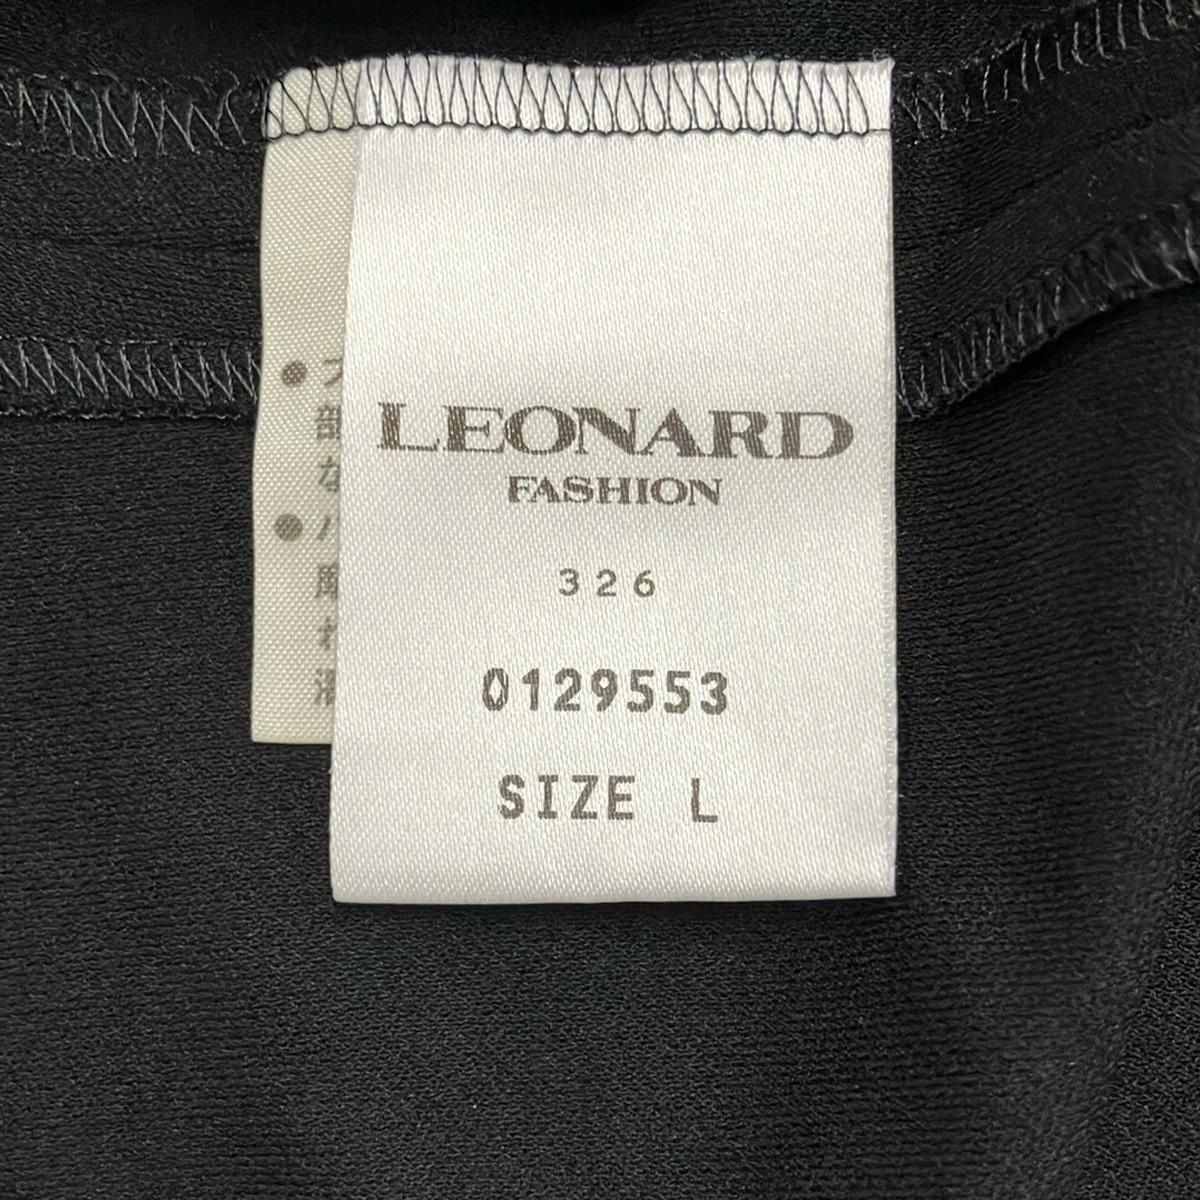 LEONARD
FASHION
326
0129553
SIZE L